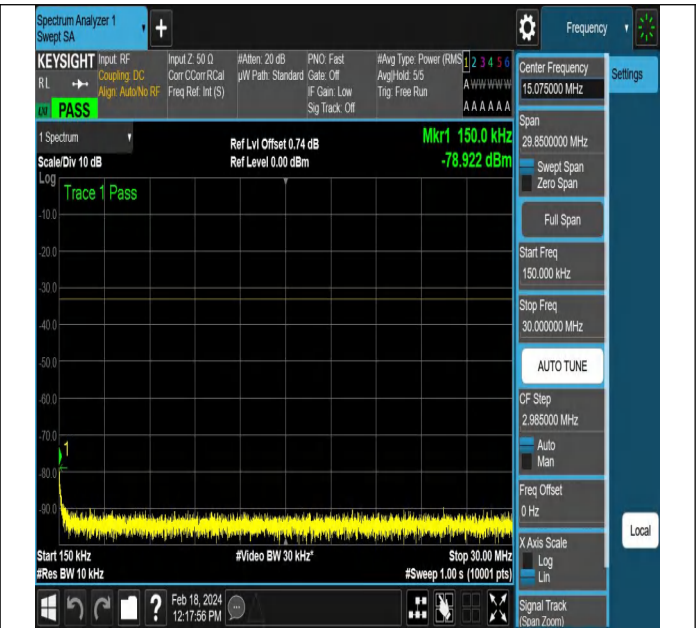 Spectrum Analyzer 1
Swept SA
Frequency
KEYSIGHT
RL
LXI
PASS
Input: RF
Coupling: DC
Align: Auto/No RF
Input Z: 50 Ω
Corr CCorr RCal
Freq Ref: Int (S)
#Atten: 20 dB
µW Path: Standard
PNO: Fast
Gate: Off
IF Gain: Low
Sig Track: Off
#Avg Type: Power (RMS
Avg|Hold: 5/5
Trig: Free Run
1 2 3 4 5 6
A W W W W W
A A A A A A
1 Spectrum
Scale/Div 10 dB
Ref Lvl Offset 0.74 dB
Ref Level 0.00 dBm
Mkr1 150.0 kHz
-78.922 dBm
Log
Trace 1 Pass
-10.0
-20.0
-30.0
-40.0
-50.0
-60.0
-70.0
1
-80.0
-90.0
Start 150 kHz
#Res BW 10 kHz
#Video BW 30 kHz*
Stop 30.00 MHz
#Sweep 1.00 s (10001 pts)
?
Feb 18, 2024
12:17:56 PM
Center Frequency
15.075000 MHz
Settings
Span
29.8500000 MHz
Swept Span
Zero Span
Full Span
Start Freq
150.000 kHz
Stop Freq
30.000000 MHz
AUTO TUNE
CF Step
2.985000 MHz
Auto
Man
Freq Offset
0 Hz
Local
X Axis Scale
Log
Lin
Signal Track
(Span Zoom)